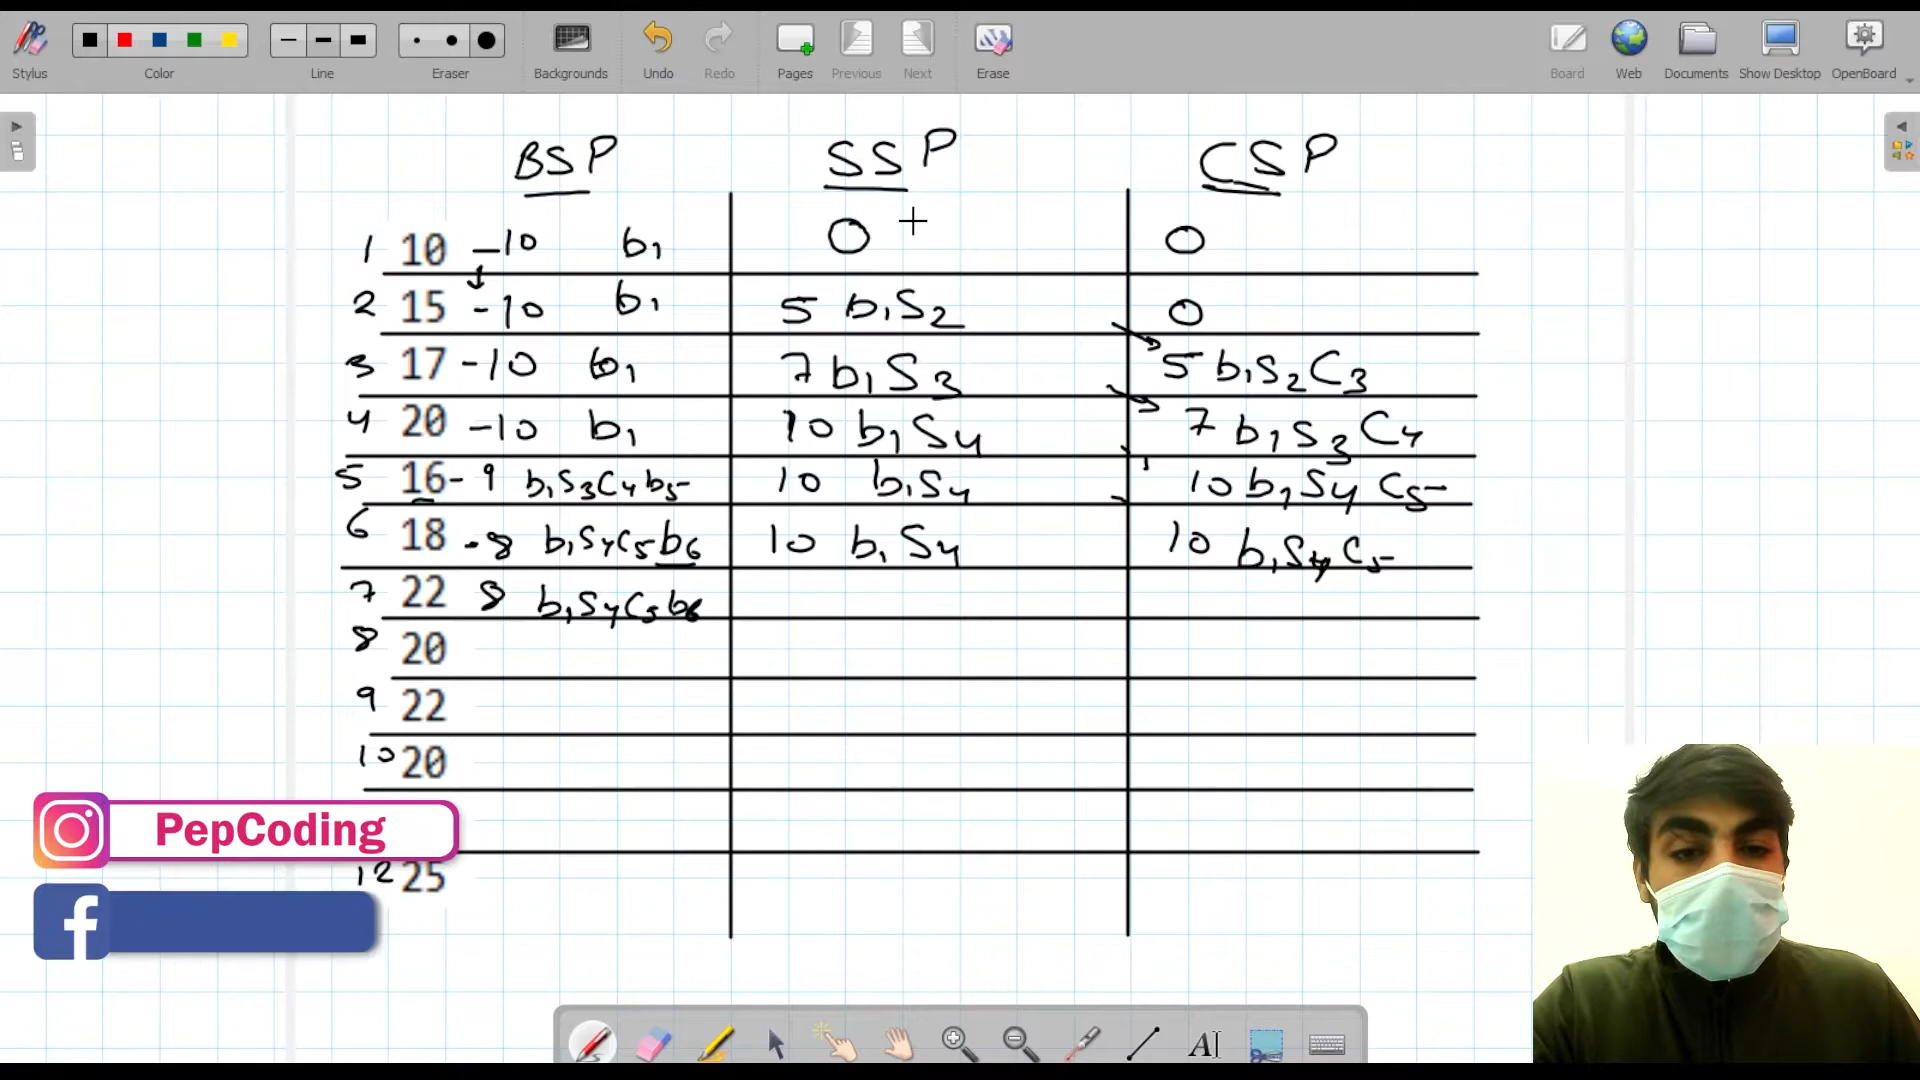 Stylus Color Line Eraser Backgrounds Undo Redo Pages Previous Next Erase Board Web Documents Show Desktop OpenBoard
BSP SSP CSP
1 10 -10 b1 0 0
2 15 -10 b1 5 b1S2 0
3 17 -10 b1 7 b1S3 5 b1S2C3
4 20 -10 b1 10 b1S4 7 b1S3C4
5 16 -9 b1S3C4b5 10 b1S4 10 b1S4C5
6 18 -8 b1S4C5b6 10 b1S4 10 b1S4C5
7 22 8 b1S4C5b6
8 20
9 22
10 20
PepCoding
12 25